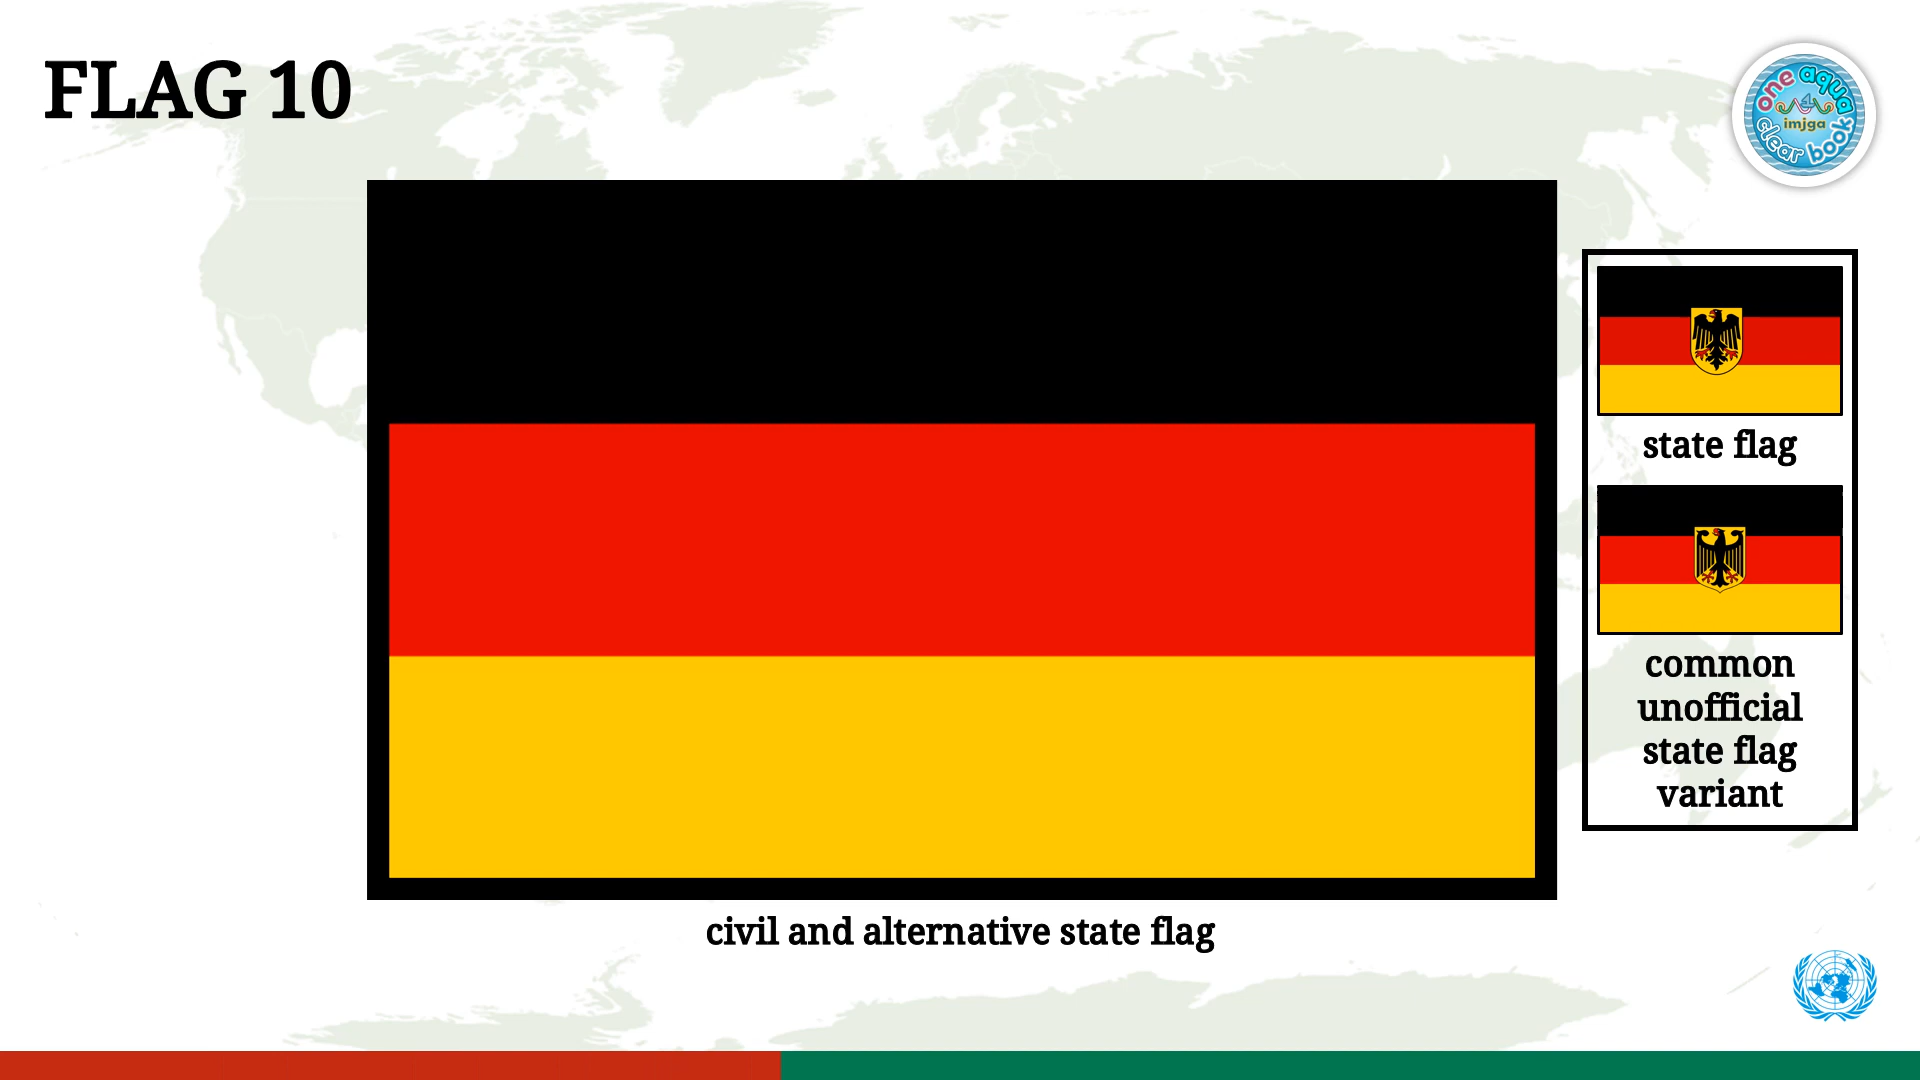 FLAG 10
one aqua
1
imjga
clear book
state flag
common
unofficial
state flag
variant
civil and alternative state flag